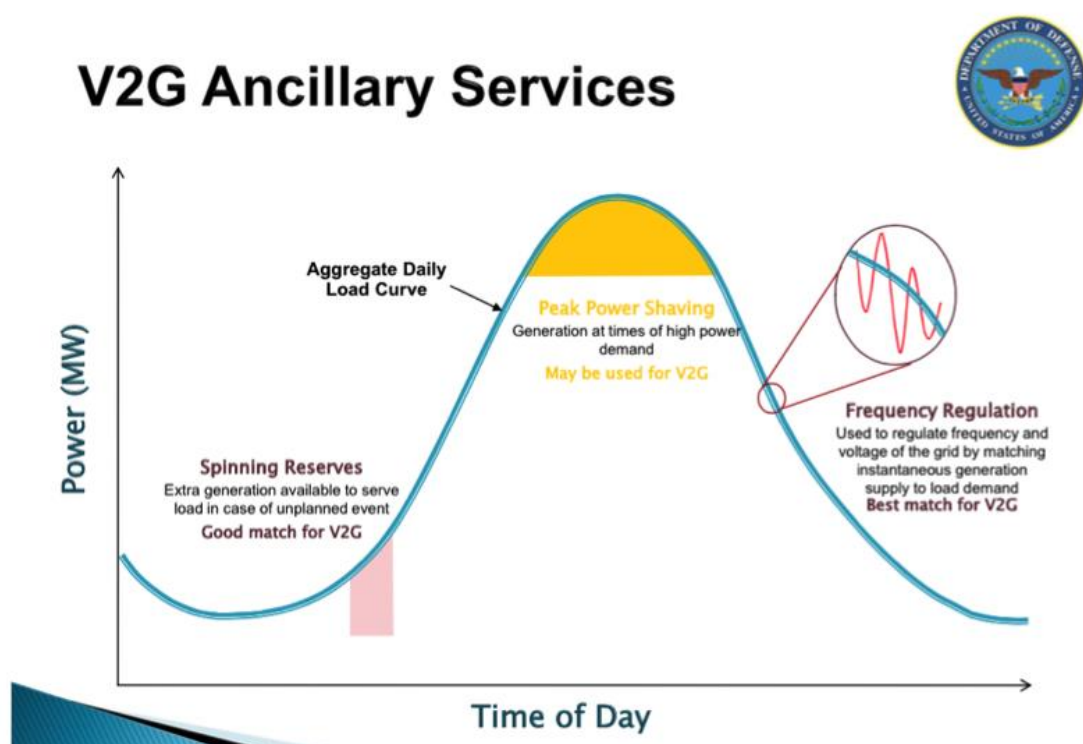 V2G Ancillary Services
DEPARTMENT OF DEFENSE
UNITED STATES OF AMERICA
Aggregate Daily
Load Curve
Peak Power Shaving
Generation at times of high power
demand
May be used for V2G
Frequency Regulation
Used to regulate frequency and
voltage of the grid by matching
instantaneous generation
supply to load demand
Best match for V2G
Spinning Reserves
Extra generation available to serve
load in case of unplanned event
Good match for V2G
Power (MW)
Time of Day